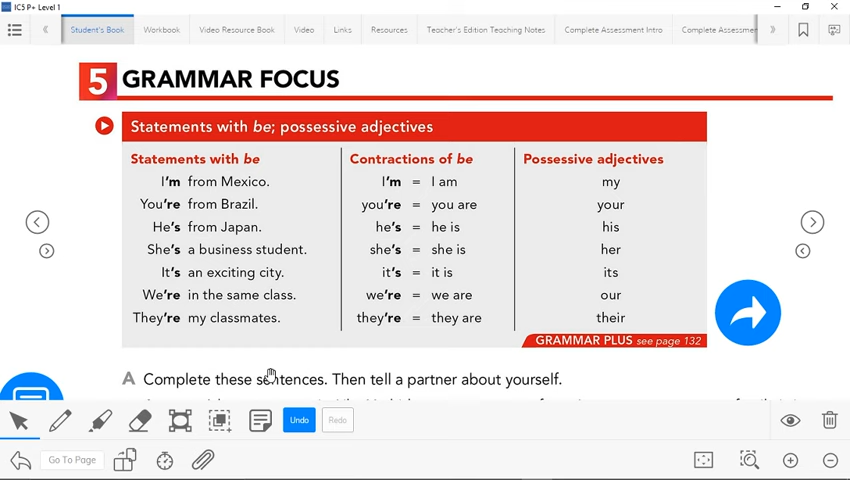 IC5 P+ Level 1
Student's Book Workbook Video Resource Book Video Links Resources Teacher's Edition Teaching Notes Complete Assessment Intro Complete Assessmen
5 GRAMMAR FOCUS
Statements with be; possessive adjectives
Statements with be Contractions of be Possessive adjectives
I'm from Mexico. I'm = I am my
You're from Brazil. you're = you are your
He's from Japan. he's = he is his
She's a business student. she's = she is her
It's an exciting city. it's = it is its
We're in the same class. we're = we are our
They're my classmates. they're = they are their
GRAMMAR PLUS see page 132
A Complete these sentences. Then tell a partner about yourself.
Undo Redo
Go To Page